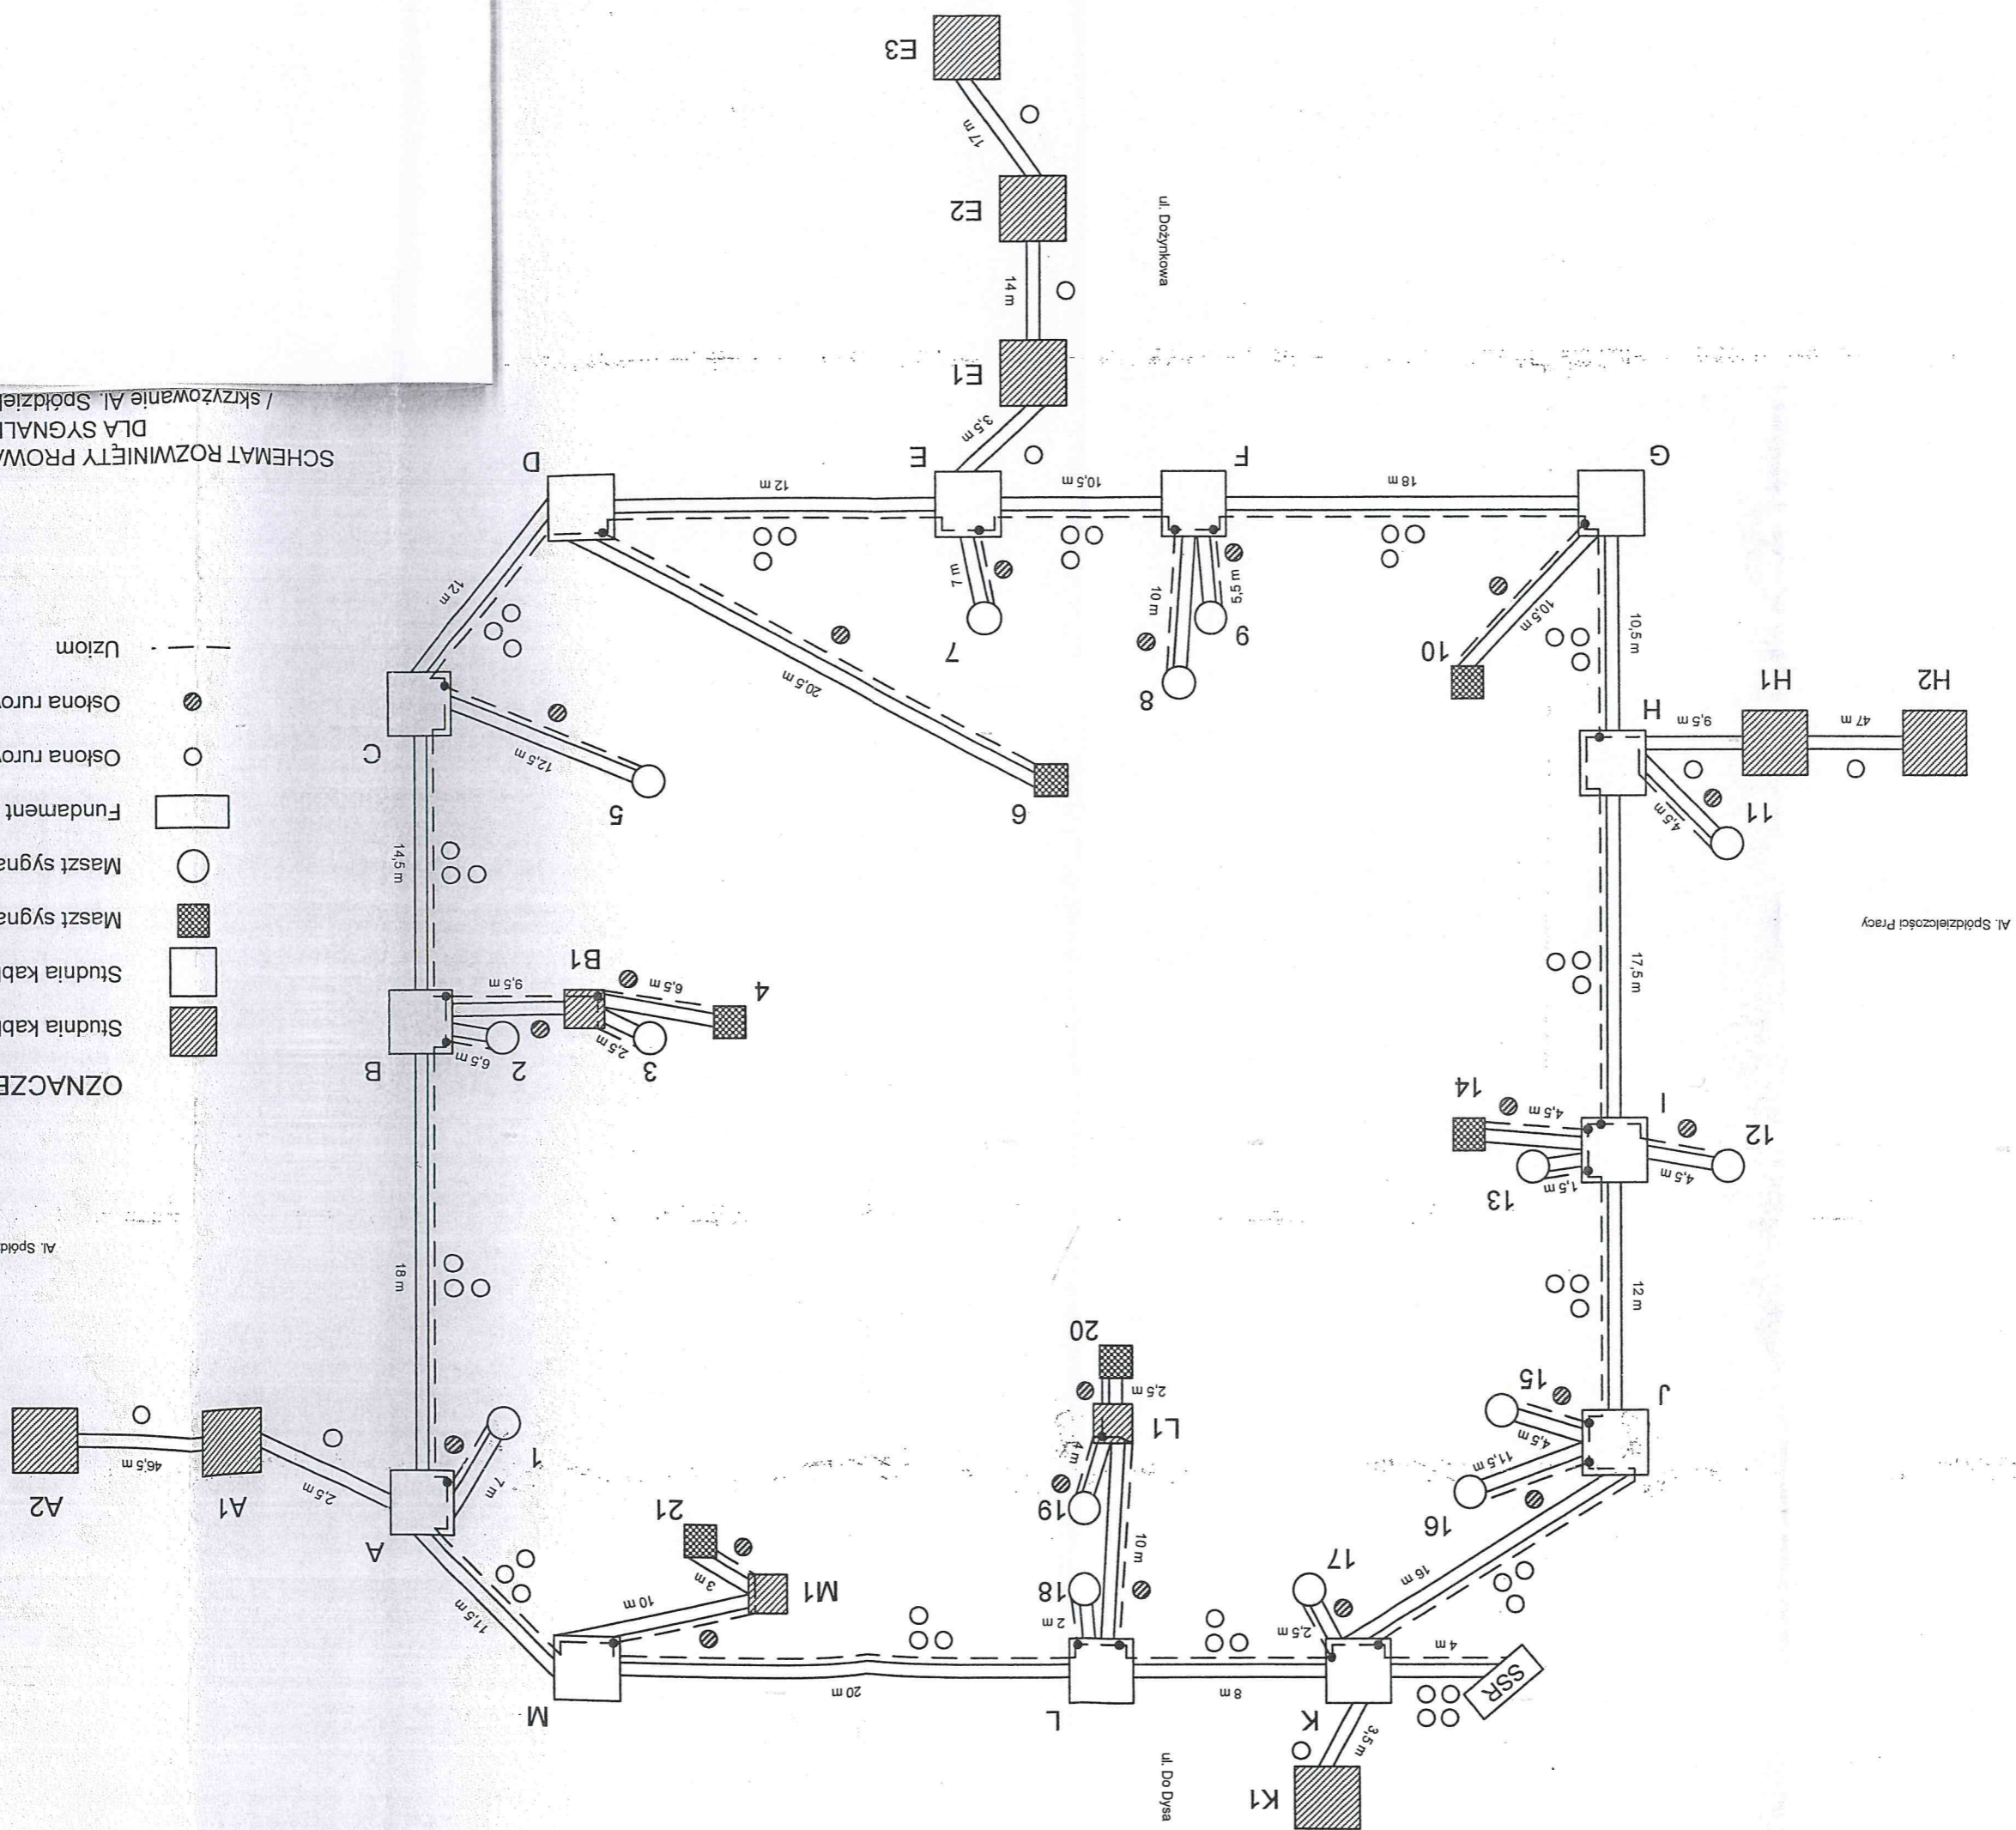 K1
3,5 m
ul. Do Dysa
SSR
4 m
K
8 m
L
20 m
M
2,5 m
17
16 m
2 m
18
10 m
10 m
M1
3 m
21
11,5 m
A
16
11,5 m
4,5 m
15
J
19
4 m
L1
2,5 m
20
1
7 m
2,5 m
A1
46,5 m
A2
12 m
18 m
Al. Spółd
12
4,5 m
I
13
1,5 m
4,5 m
14
3
2,5 m
2
6,5 m
B
4
6,5 m
B1
9,5 m
OZNACZE
Studnia kabl
Studnia kabl
Maszt sygna
Maszt sygna
Fundament
Osłona rurow
Osłona rurow
Uziom
17,5 m
Al. Spółdzielczości Pracy
14,5 m
11
4,5 m
H2
47 m
H1
9,5 m
H
6
5
12,5 m
C
20,5 m
10
10,5 m
10,5 m
8
10 m
9
5,5 m
7
7 m
12 m
G
18 m
F
10,5 m
E
12 m
D
SCHEMAT ROZWINIĘTY PROWA
DLA SYGNALI
/ skrzyżowanie Al. Spółdziel
3,5 m
E1
14 m
ul. Dożynkowa
E2
17 m
E3